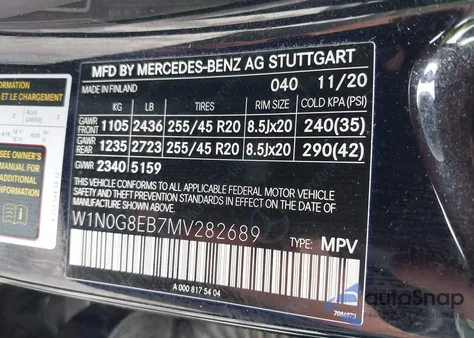 MFD BY MERCEDES-BENZ AG STUTTGART
MADE IN FINLAND 040 11/20
KG LB TIRES RIM SIZE COLD KPA (PSI)
GAWR FRONT 1105 2436 255/45 R20 8.5Jx20 240(35)
GAWR REAR 1235 2723 255/45 R20 8.5Jx20 290(42)
GWR 2340 5159
THIS VEHICLE CONFORMS TO ALL APPLICABLE FEDERAL MOTOR
VEHICLE SAFETY STANDARDS IN EFFECT ON THE DATE OF
MANUFACTURE SHOWN ABOVE.
W1N0G8EB7MV282689 TYPE: MPV
A 000 817 54 04
7086973
ORMATION
ET LE CHARGEMENT
SEE OWNER'S
MANUAL FOR
ADDITIONAL
INFORMATION
autoSnap